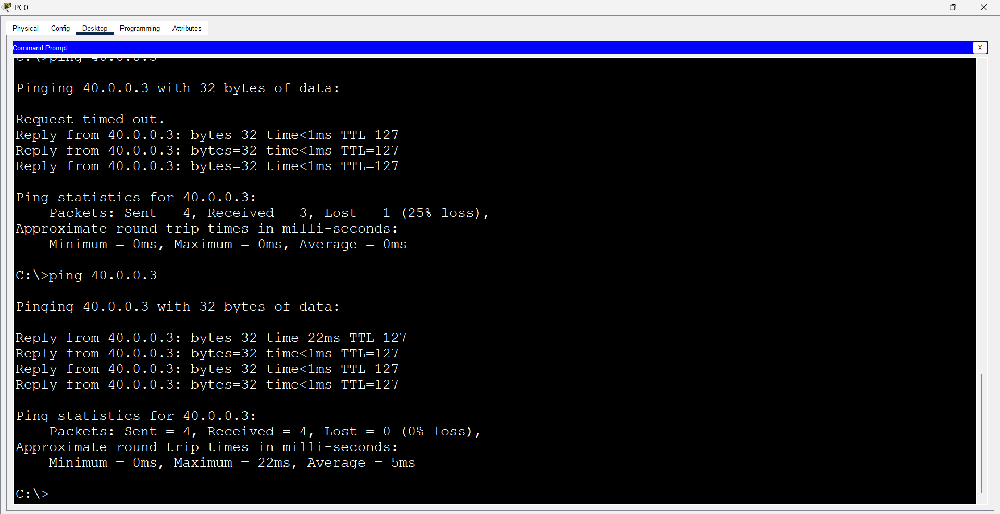 PC0
Physical Config Desktop Programming Attributes
Command Prompt
X
C:\>ping 40.0.0.3
Pinging 40.0.0.3 with 32 bytes of data:
Request timed out.
Reply from 40.0.0.3: bytes=32 time<1ms TTL=127
Reply from 40.0.0.3: bytes=32 time<1ms TTL=127
Reply from 40.0.0.3: bytes=32 time<1ms TTL=127
Ping statistics for 40.0.0.3:
Packets: Sent = 4, Received = 3, Lost = 1 (25% loss),
Approximate round trip times in milli-seconds:
Minimum = 0ms, Maximum = 0ms, Average = 0ms
C:\>ping 40.0.0.3
Pinging 40.0.0.3 with 32 bytes of data:
Reply from 40.0.0.3: bytes=32 time=22ms TTL=127
Reply from 40.0.0.3: bytes=32 time<1ms TTL=127
Reply from 40.0.0.3: bytes=32 time<1ms TTL=127
Reply from 40.0.0.3: bytes=32 time<1ms TTL=127
Ping statistics for 40.0.0.3:
Packets: Sent = 4, Received = 4, Lost = 0 (0% loss),
Approximate round trip times in milli-seconds:
Minimum = 0ms, Maximum = 22ms, Average = 5ms
C:\>